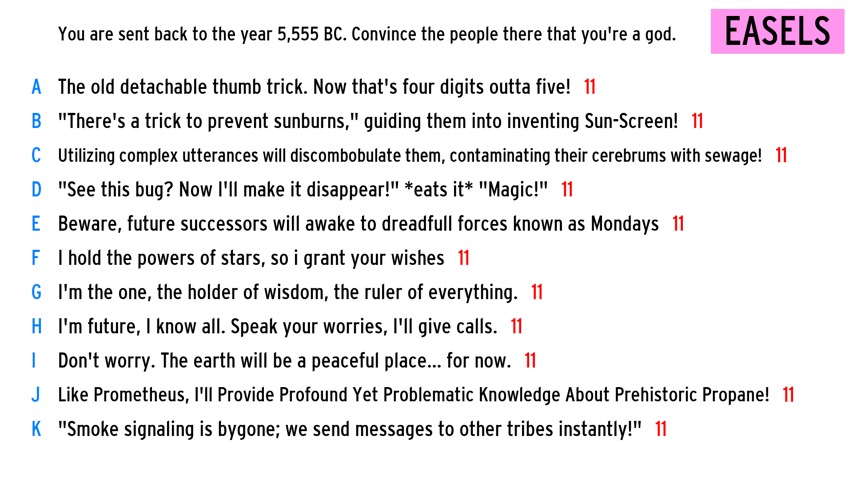 You are sent back to the year 5,555 BC. Convince the people there that you're a god.
EASELS
A The old detachable thumb trick. Now that's four digits outta five! 11
B "There's a trick to prevent sunburns," guiding them into inventing Sun-Screen! 11
C Utilizing complex utterances will discombobulate them, contaminating their cerebrums with sewage! 11
D "See this bug? Now I'll make it disappear!" *eats it* "Magic!" 11
E Beware, future successors will awake to dreadfull forces known as Mondays 11
F I hold the powers of stars, so i grant your wishes 11
G I'm the one, the holder of wisdom, the ruler of everything. 11
H I'm future, I know all. Speak your worries, I'll give calls. 11
I Don't worry. The earth will be a peaceful place... for now. 11
J Like Prometheus, I'll Provide Profound Yet Problematic Knowledge About Prehistoric Propane! 11
K "Smoke signaling is bygone; we send messages to other tribes instantly!" 11